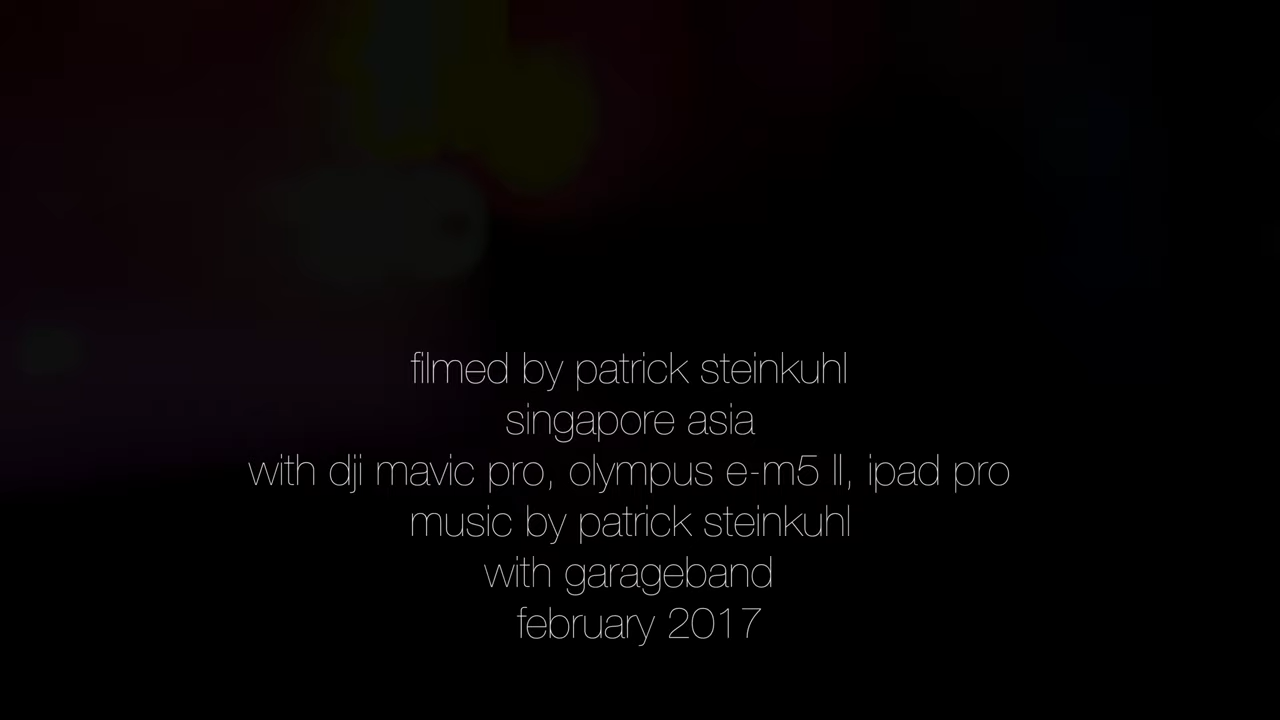 filmed by patrick steinkuhl
singapore asia
with dji mavic pro, olympus e-m5 II, ipad pro
music by patrick steinkuhl
with garageband
february 2017